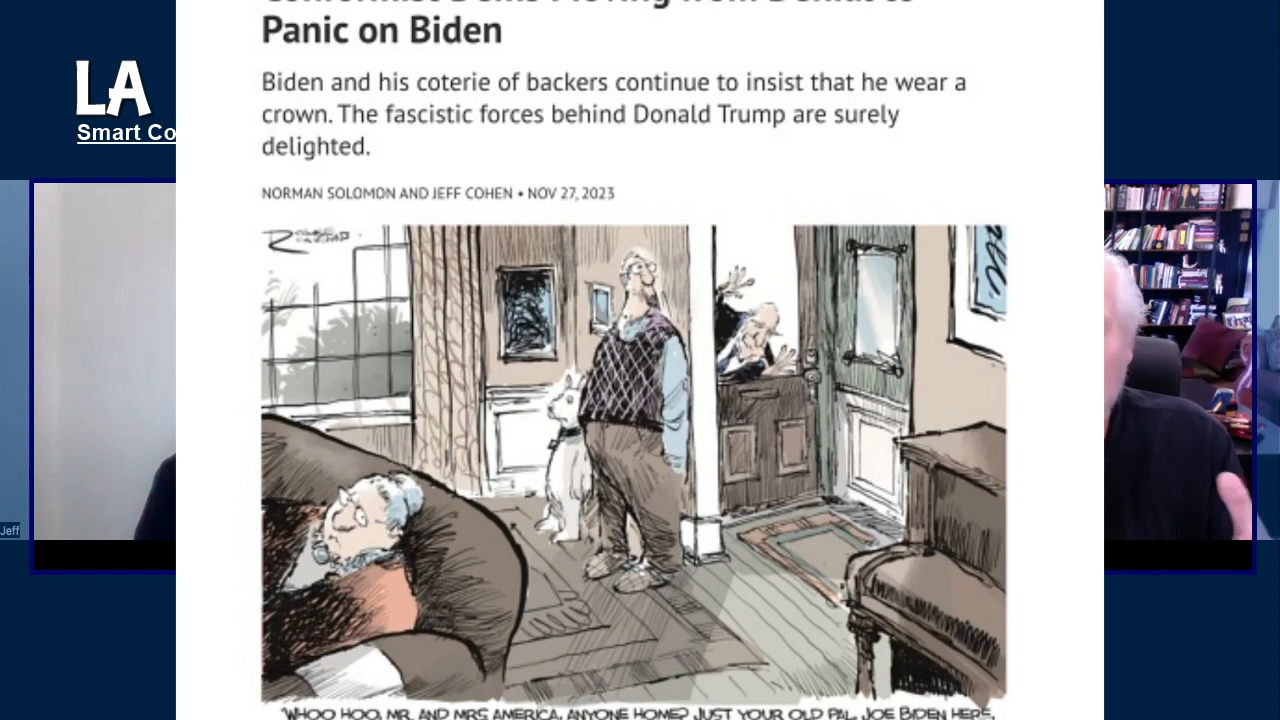 Panic on Biden
Biden and his coterie of backers continue to insist that he wear a
crown. The fascistic forces behind Donald Trump are surely
delighted.
NORMAN SOLOMON AND JEFF COHEN • NOV 27, 2023
LA
Smart Co
Jeff
"WHOO HOO, MR. AND MRS. AMERICA, ANYONE HOME? JUST YOUR OLD PAL, JOE BIDEN HERE,